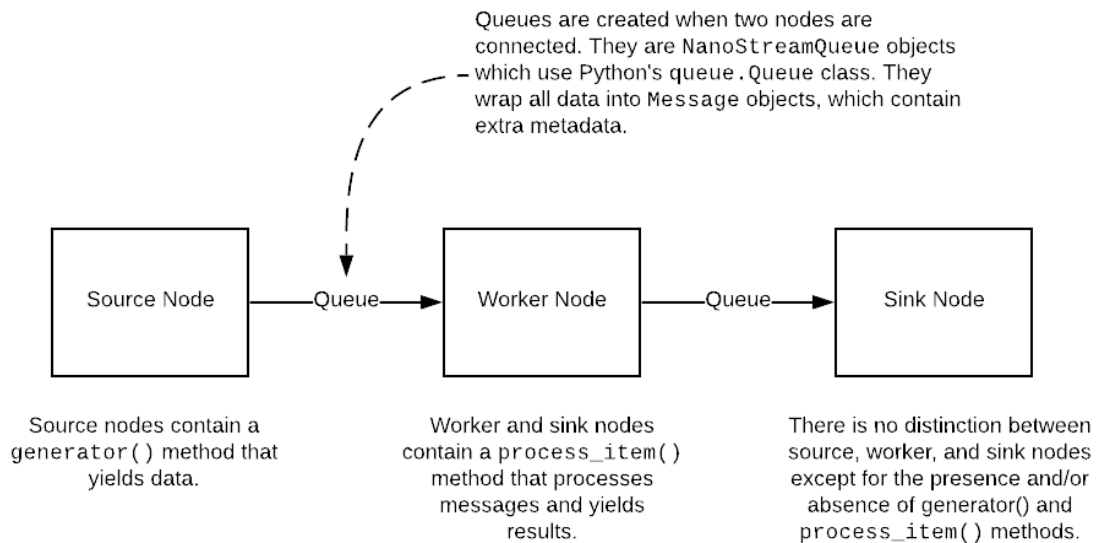 Queues are created when two nodes are
connected. They are NanoStreamQueue objects
which use Python's queue.Queue class. They
wrap all data into Message objects, which contain
extra metadata.
Source Node
Queue
Worker Node
Queue
Sink Node
Source nodes contain a
generator() method that
yields data.
Worker and sink nodes
contain a process_item()
method that processes
messages and yields
results.
There is no distinction between
source, worker, and sink nodes
except for the presence and/or
absence of generator() and
process_item() methods.